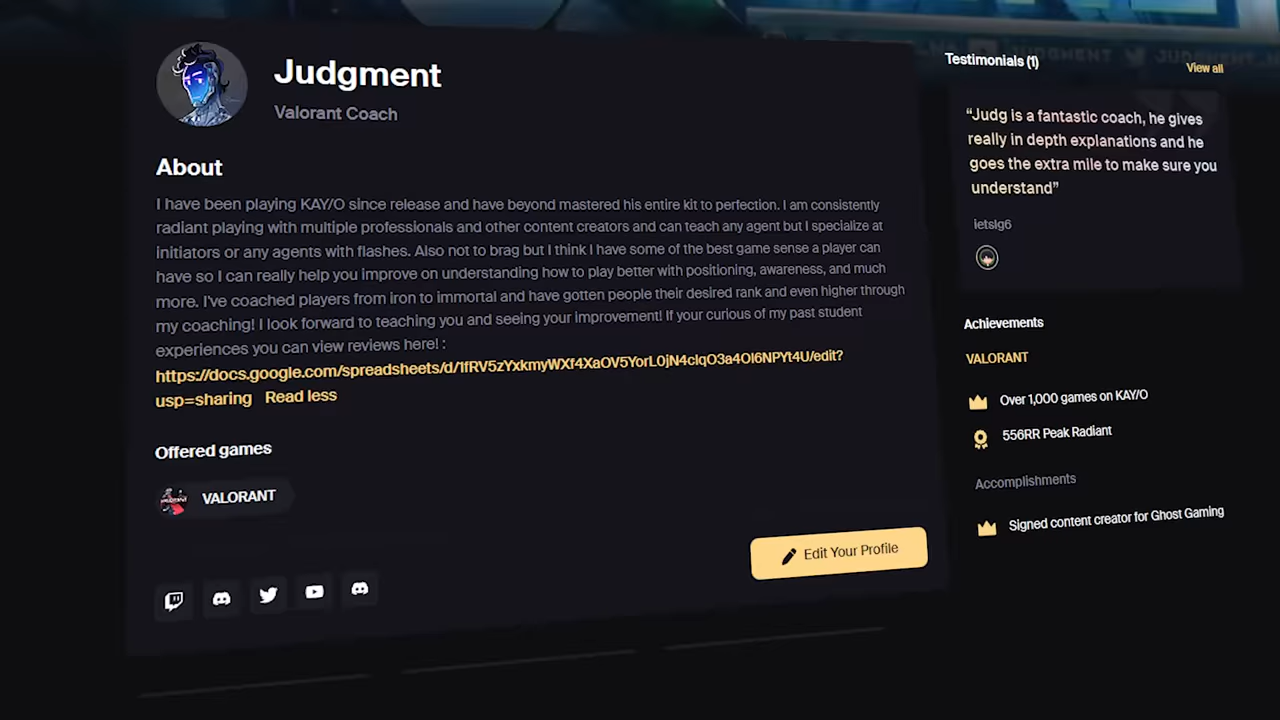 Judgment
Valorant Coach
About
I have been playing KAY/O since release and have beyond mastered his entire kit to perfection. I am consistently
radiant playing with multiple professionals and other content creators and can teach any agent but I specialize at
initiators or any agents with flashes. Also not to brag but I think I have some of the best game sense a player can
have so I can really help you improve on understanding how to play better with positioning, awareness, and much
more. I've coached players from iron to immortal and have gotten people their desired rank and even higher through
my coaching! I look forward to teaching you and seeing your improvement! If your curious of my past student
experiences you can view reviews here! :
usp=sharing Read less
Offered games
VALORANT
Edit Your Profile
Testimonials (1)
View all
“Judg is a fantastic coach, he gives
really in depth explanations and he
goes the extra mile to make sure you
understand”
ietslg6
Achievements
VALORANT
Over 1,000 games on KAY/O
556RR Peak Radiant
Accomplishments
Signed content creator for Ghost Gaming